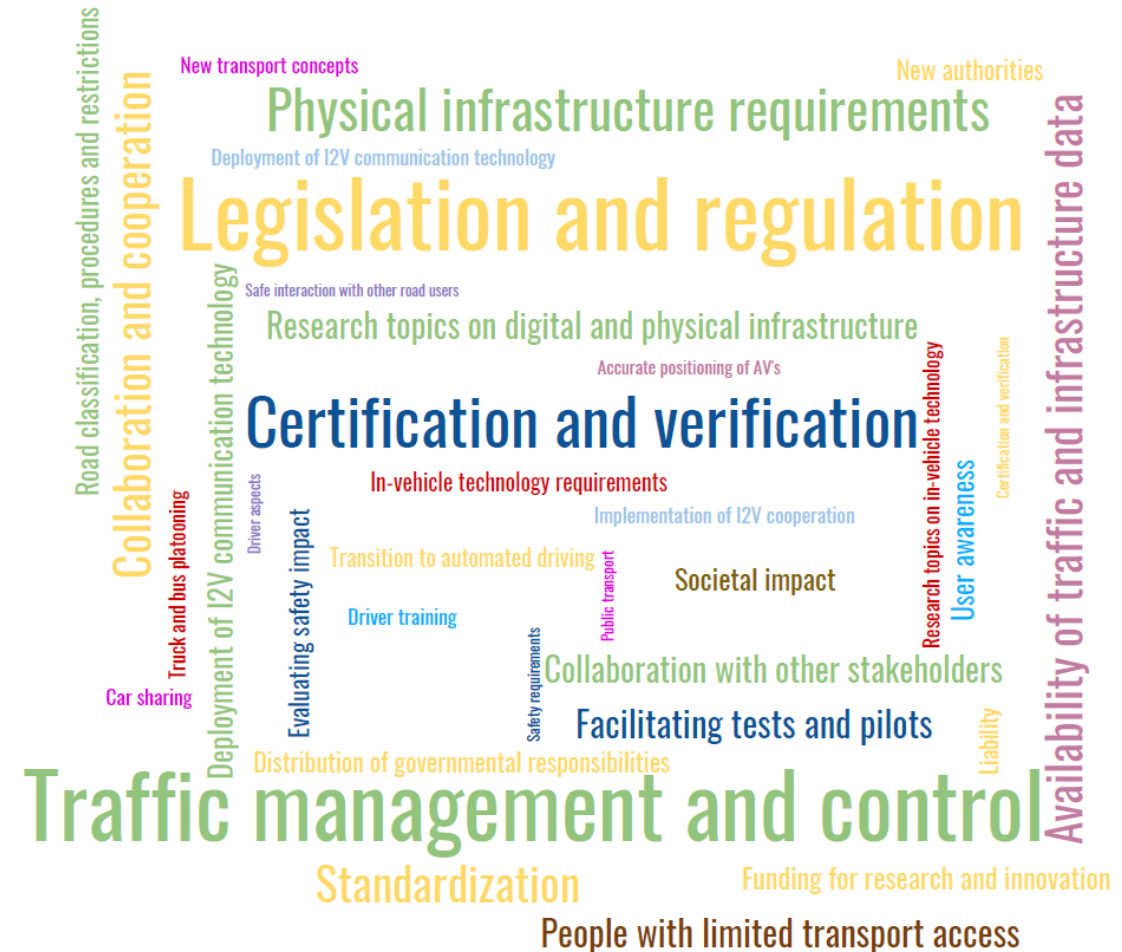 New transport concepts
New authorities
Physical infrastructure requirements
Deployment of I2V communication technology
Legislation and regulation
Road classification, procedures and restrictions
Collaboration and cooperation
Availability of traffic and infrastructure data
Deployment of I2V communication technology
Safe interaction with other road users
Research topics on digital and physical infrastructure
Accurate positioning of AV's
Research topics on in-vehicle technology
Certification and verification
Certification and verification
In-vehicle technology requirements
User awareness
Truck and bus platooning
Driver aspects
Evaluating safety impact
Implementation of I2V cooperation
Transition to automated driving
Public transport
Societal impact
Driver training
Safety requirements
Collaboration with other stakeholders
Car sharing
Facilitating tests and pilots
Liability
Distribution of governmental responsibilities
Traffic management and control
Standardization
Funding for research and innovation
People with limited transport access